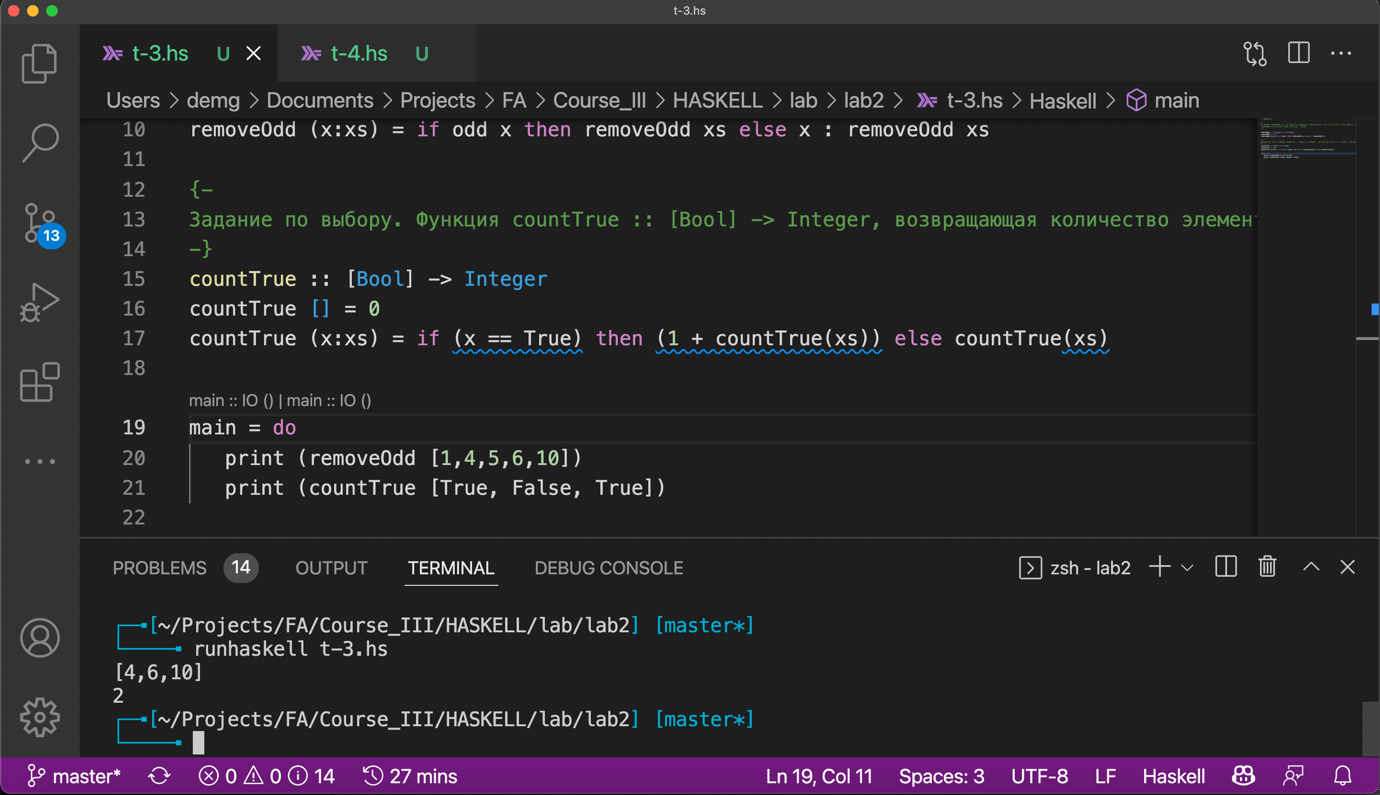 t-3.hs
t-3.hs U t-4.hs U
Users > demg > Documents > Projects > FA > Course_III > HASKELL > lab > lab2 > t-3.hs > Haskell > main
10 removeOdd (x:xs) = if odd x then removeOdd xs else x : removeOdd xs
11
12 {-
13 Задание по выбору. Функция countTrue :: [Bool] -> Integer, возвращающая количество элемен
14 -}
15 countTrue :: [Bool] -> Integer
16 countTrue [] = 0
17 countTrue (x:xs) = if (x == True) then (1 + countTrue(xs)) else countTrue(xs)
18
main :: IO () | main :: IO ()
19 main = do
20 print (removeOdd [1,4,5,6,10])
21 print (countTrue [True, False, True])
22
13
PROBLEMS 14 OUTPUT TERMINAL DEBUG CONSOLE zsh - lab2
[~/Projects/FA/Course_III/HASKELL/lab/lab2] [master*]
runhaskell t-3.hs
[4,6,10]
2
[~/Projects/FA/Course_III/HASKELL/lab/lab2] [master*]
master* 0 0 14 27 mins Ln 19, Col 11 Spaces: 3 UTF-8 LF Haskell